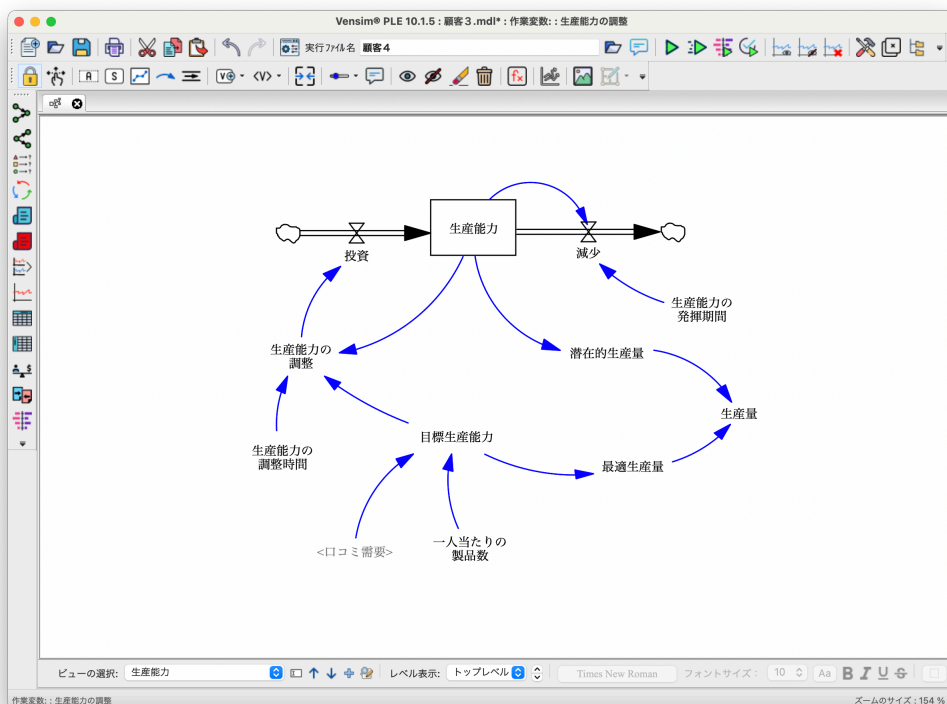 Vensim® PLE 10.1.5 : 顧客３.mdl* : 作業変数: : 生産能力の調整
実行ファイル名 顧客４
A S V V fx
生産能力
投資
減少
生産能力の
発揮期間
生産能力の
調整
潜在的生産量
生産量
目標生産能力
生産能力の
調整時間
最適生産量
<口コミ需要>
一人当たりの
製品数
ビューの選択: 生産能力 レベル表示: トップレベル Times New Roman フォントサイズ： 10 Aa B I U S
作業変数: : 生産能力の調整 ズームのサイズ : 154 %